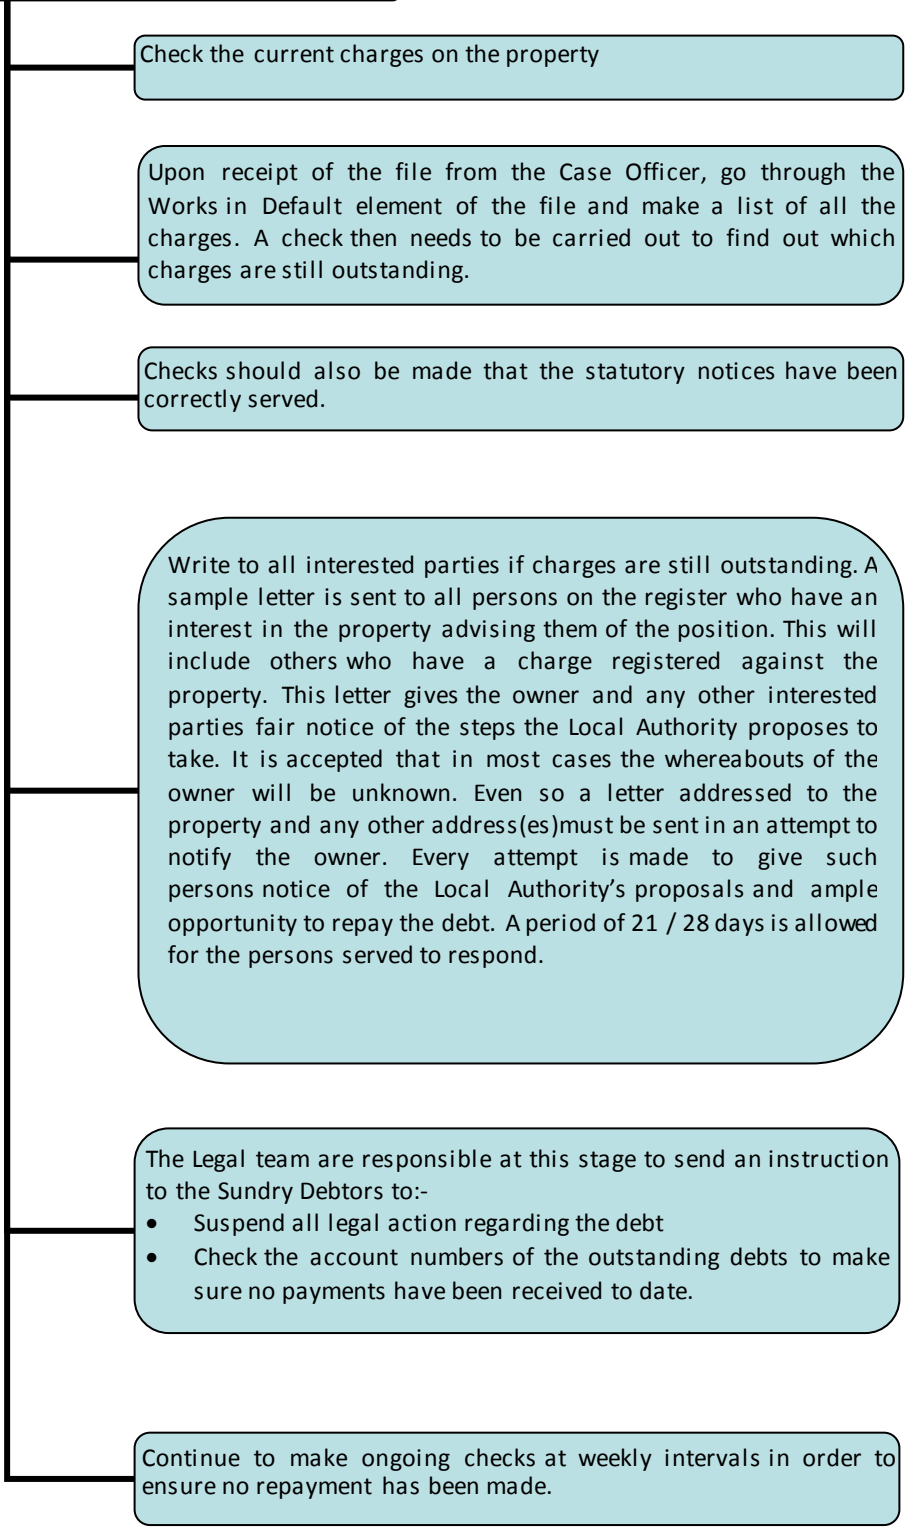 Check the current charges on the property
Upon receipt of the file from the Case Officer, go through the
Works in Default element of the file and make a list of all the
charges. A check then needs to be carried out to find out which
charges are still outstanding.
Checks should also be made that the statutory notices have been
correctly served.
Write to all interested parties if charges are still outstanding. A
sample letter is sent to all persons on the register who have an
interest in the property advising them of the position. This will
include others who have a charge registered against the
property. This letter gives the owner and any other interested
parties fair notice of the steps the Local Authority proposes to
take. It is accepted that in most cases the whereabouts of the
owner will be unknown. Even so a letter addressed to the
property and any other address(es)must be sent in an attempt to
notify the owner. Every attempt is made to give such
persons notice of the Local Authority’s proposals and ample
opportunity to repay the debt. A period of 21 / 28 days is allowed
for the persons served to respond.
The Legal team are responsible at this stage to send an instruction
to the Sundry Debtors to:-
• Suspend all legal action regarding the debt
• Check the account numbers of the outstanding debts to make
sure no payments have been received to date.
Continue to make ongoing checks at weekly intervals in order to
ensure no repayment has been made.